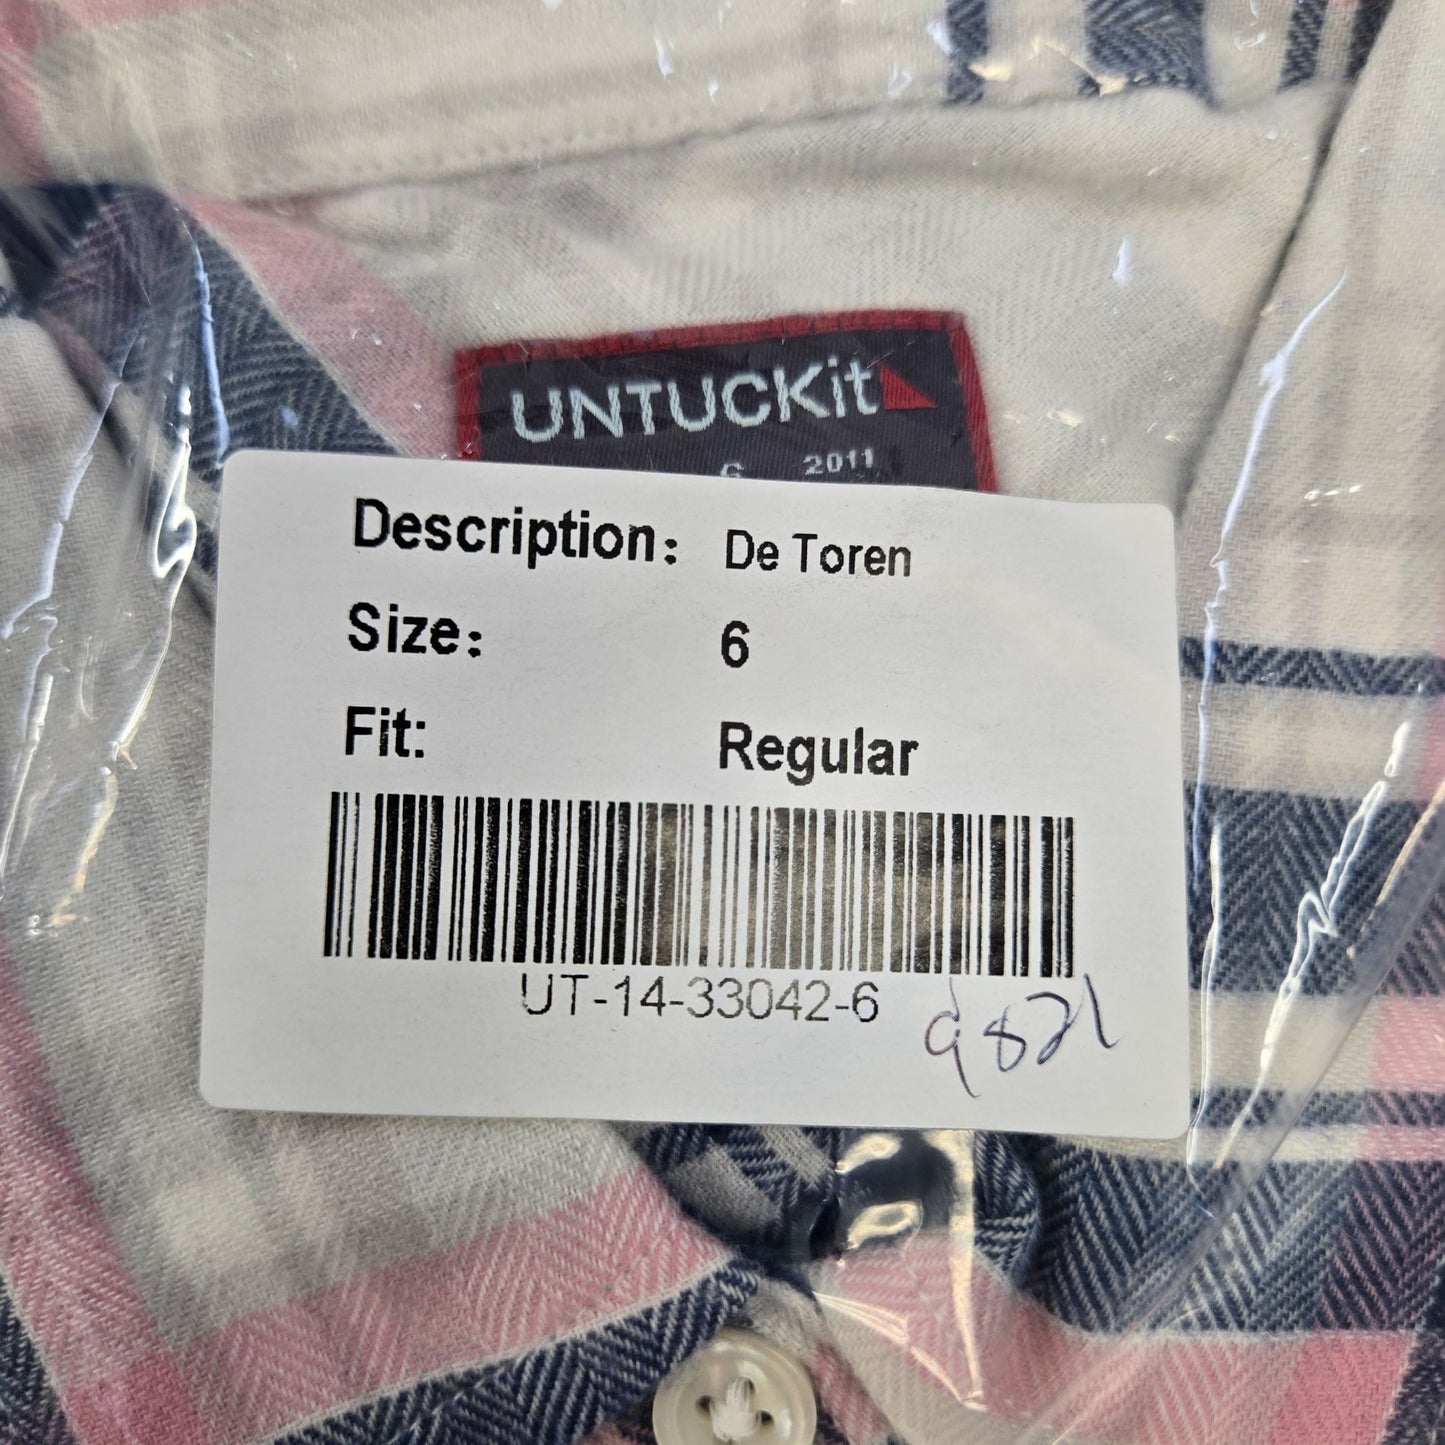 UNTUCKit
6 2011
Description: De Toren
Size: 6
Fit: Regular
UT-14-33042-6
9821